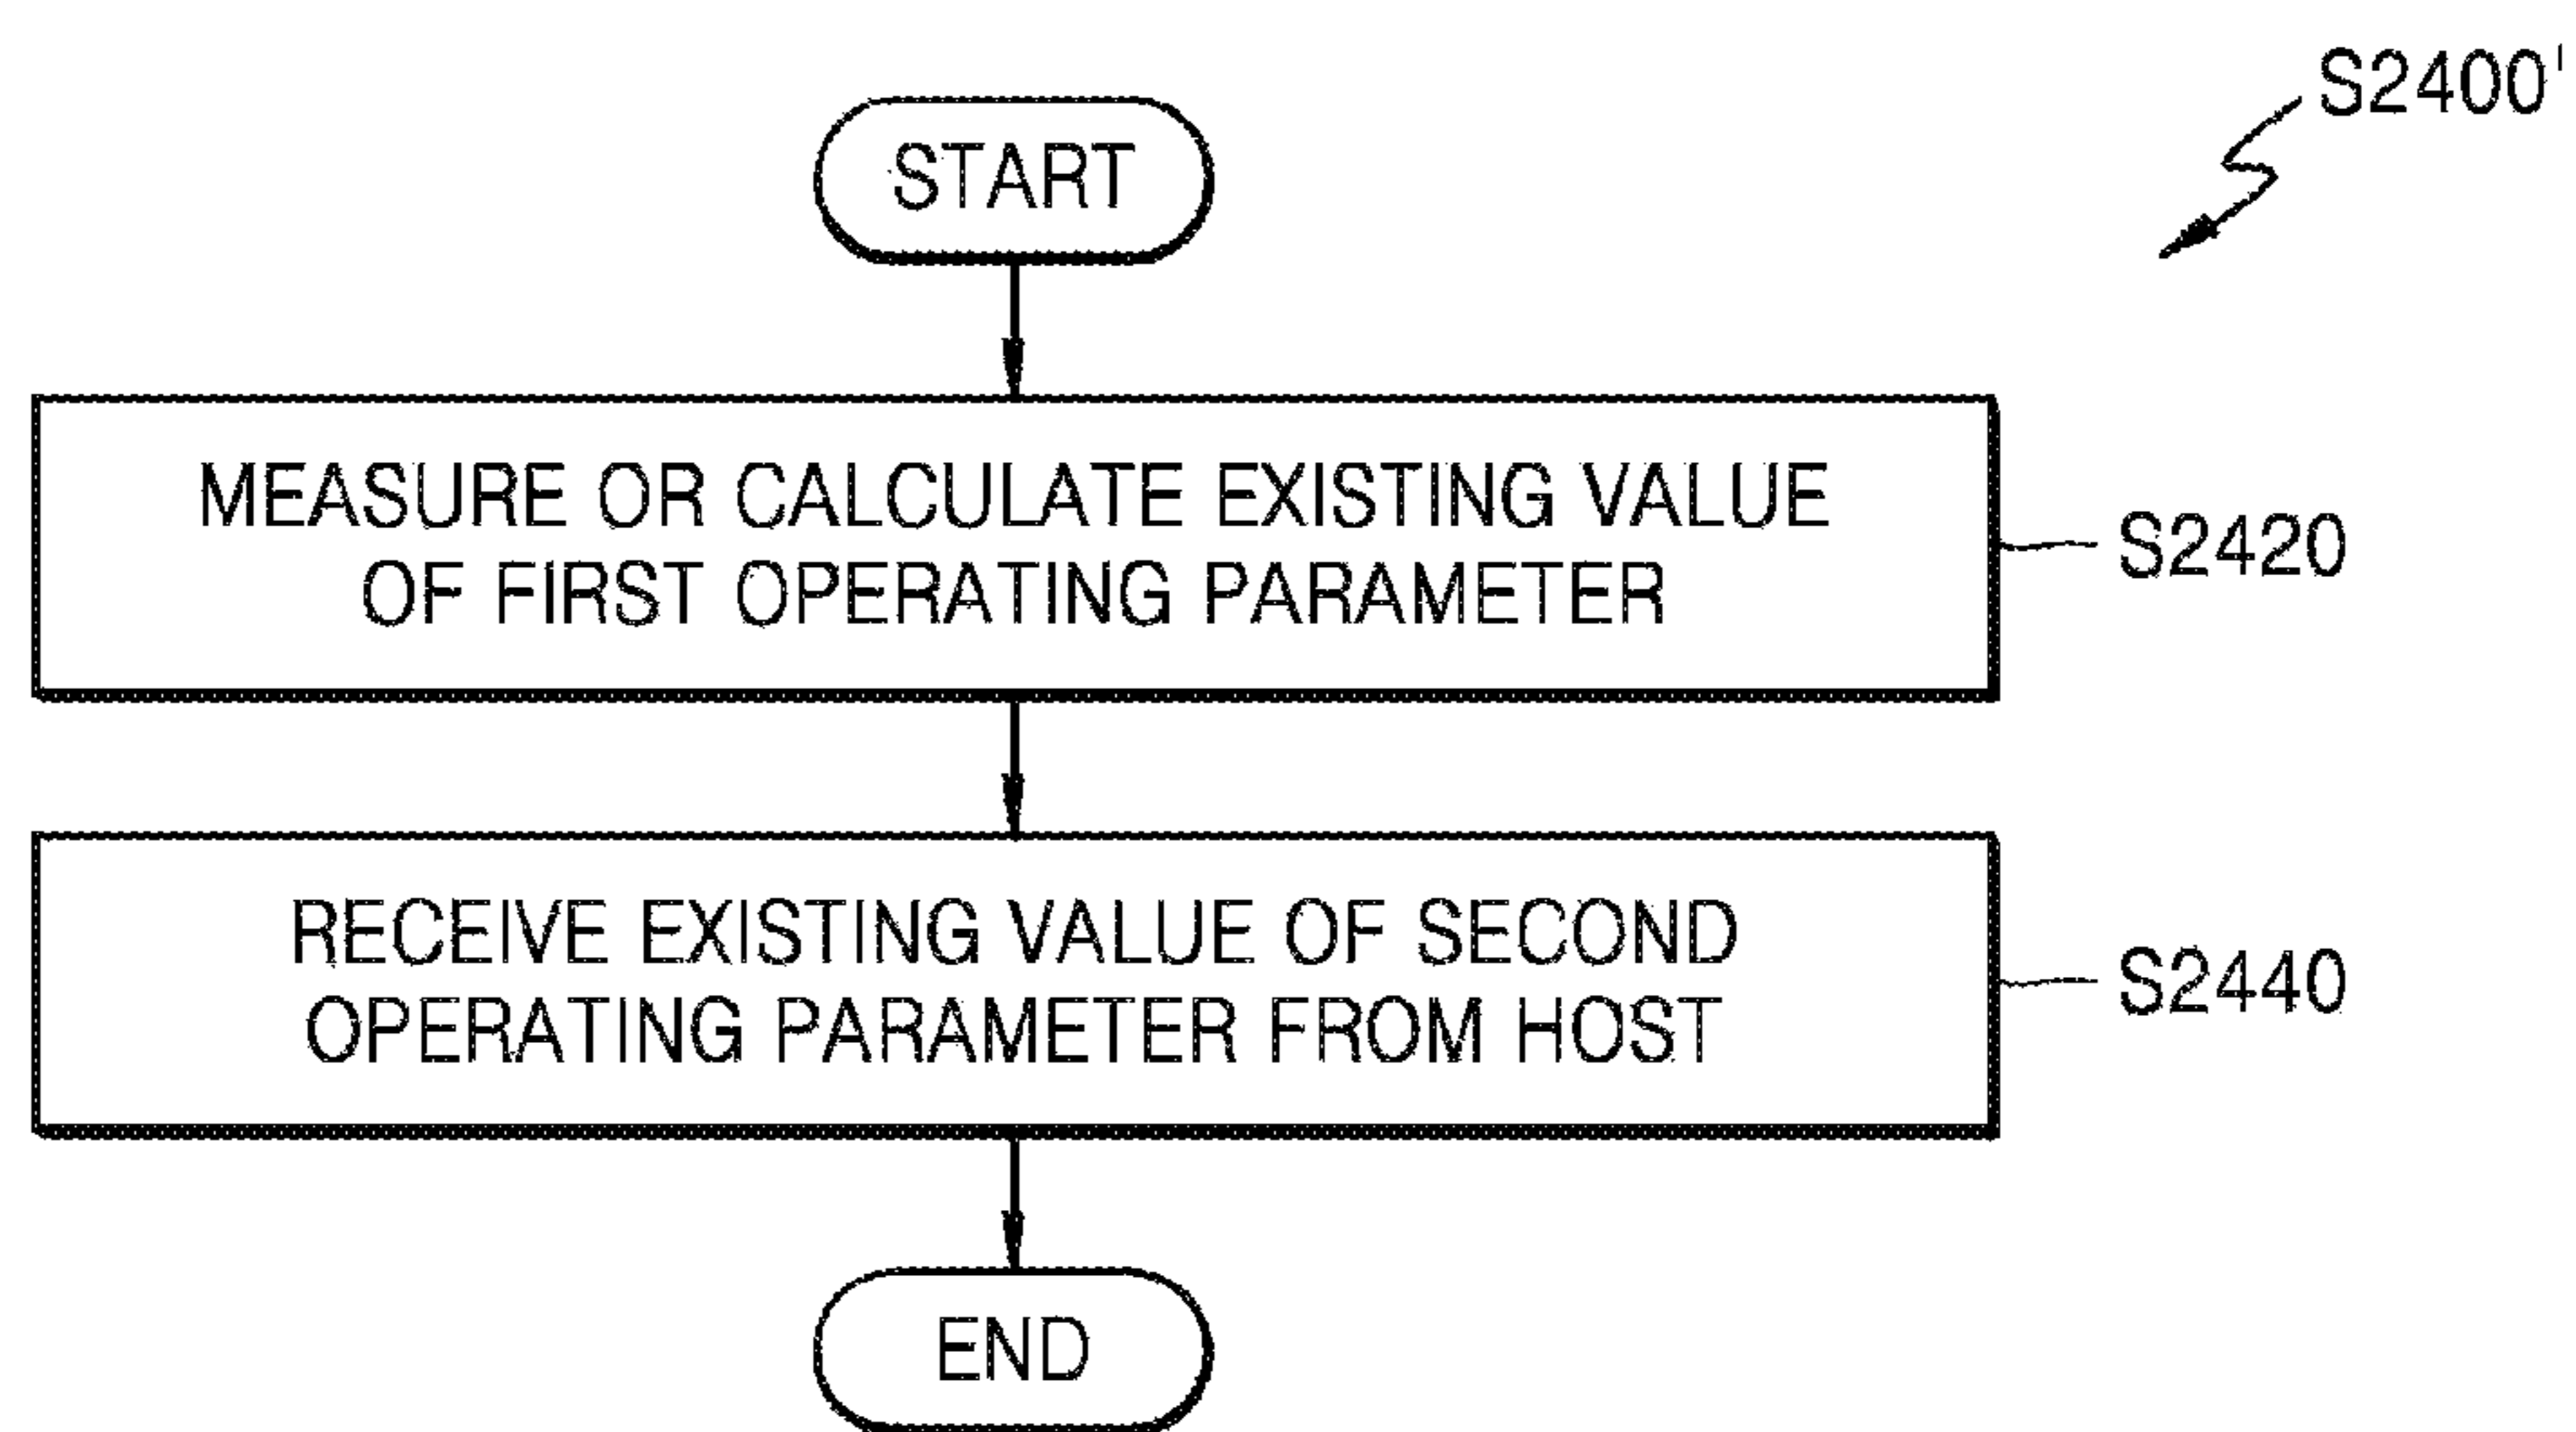 S2400'
START
MEASURE OR CALCULATE EXISTING VALUE
OF FIRST OPERATING PARAMETER
S2420
RECEIVE EXISTING VALUE OF SECOND
OPERATING PARAMETER FROM HOST
S2440
END